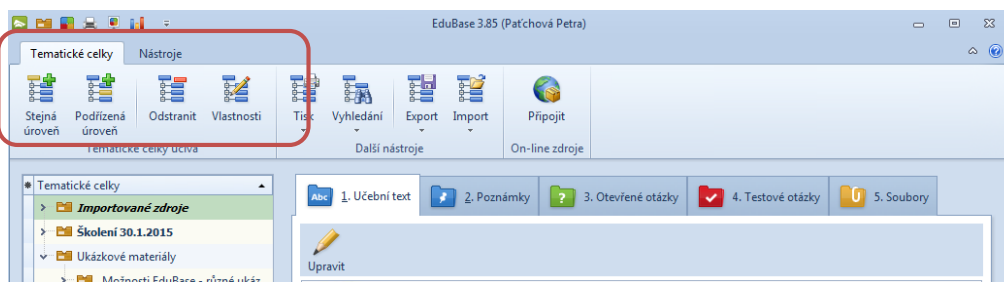 EduBase 3.85 (Paťchová Petra)
Tematické celky Nástroje
Stejná úroveň Podřízená úroveň Odstranit Vlastnosti Tisk Vyhledání Export Import Připojit
Tematické celky učiva Další nástroje On-line zdroje
Tematické celky
Importované zdroje
Školení 30.1.2015
Ukázkové materiály
Možnosti EduBase - různé ukáz
Abc 1. Učební text 2. Poznámky ? 3. Otevřené otázky 4. Testové otázky 5. Soubory
Upravit